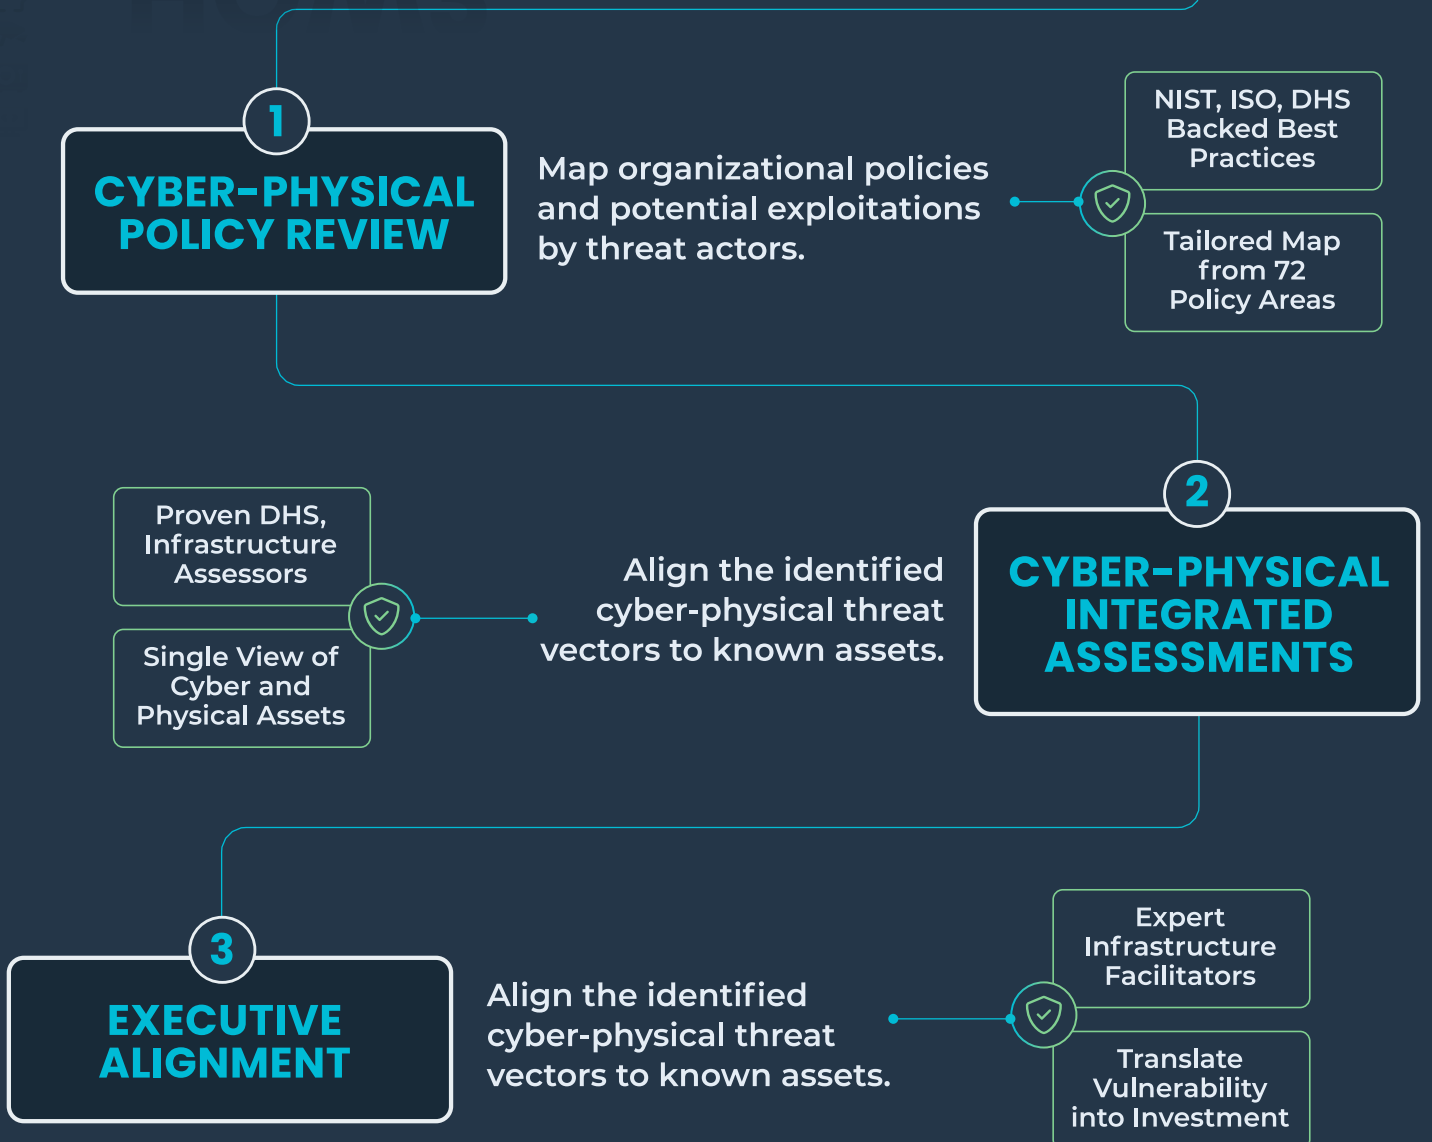 1
CYBER-PHYSICAL
POLICY REVIEW
Map organizational policies
and potential exploitations
by threat actors.
NIST, ISO, DHS
Backed Best
Practices
Tailored Map
from 72
Policy Areas
2
CYBER-PHYSICAL
INTEGRATED
ASSESSMENTS
Align the identified
cyber-physical threat
vectors to known assets.
Proven DHS,
Infrastructure
Assessors
Single View of
Cyber and
Physical Assets
3
EXECUTIVE
ALIGNMENT
Align the identified
cyber-physical threat
vectors to known assets.
Expert
Infrastructure
Facilitators
Translate
Vulnerability
into Investment